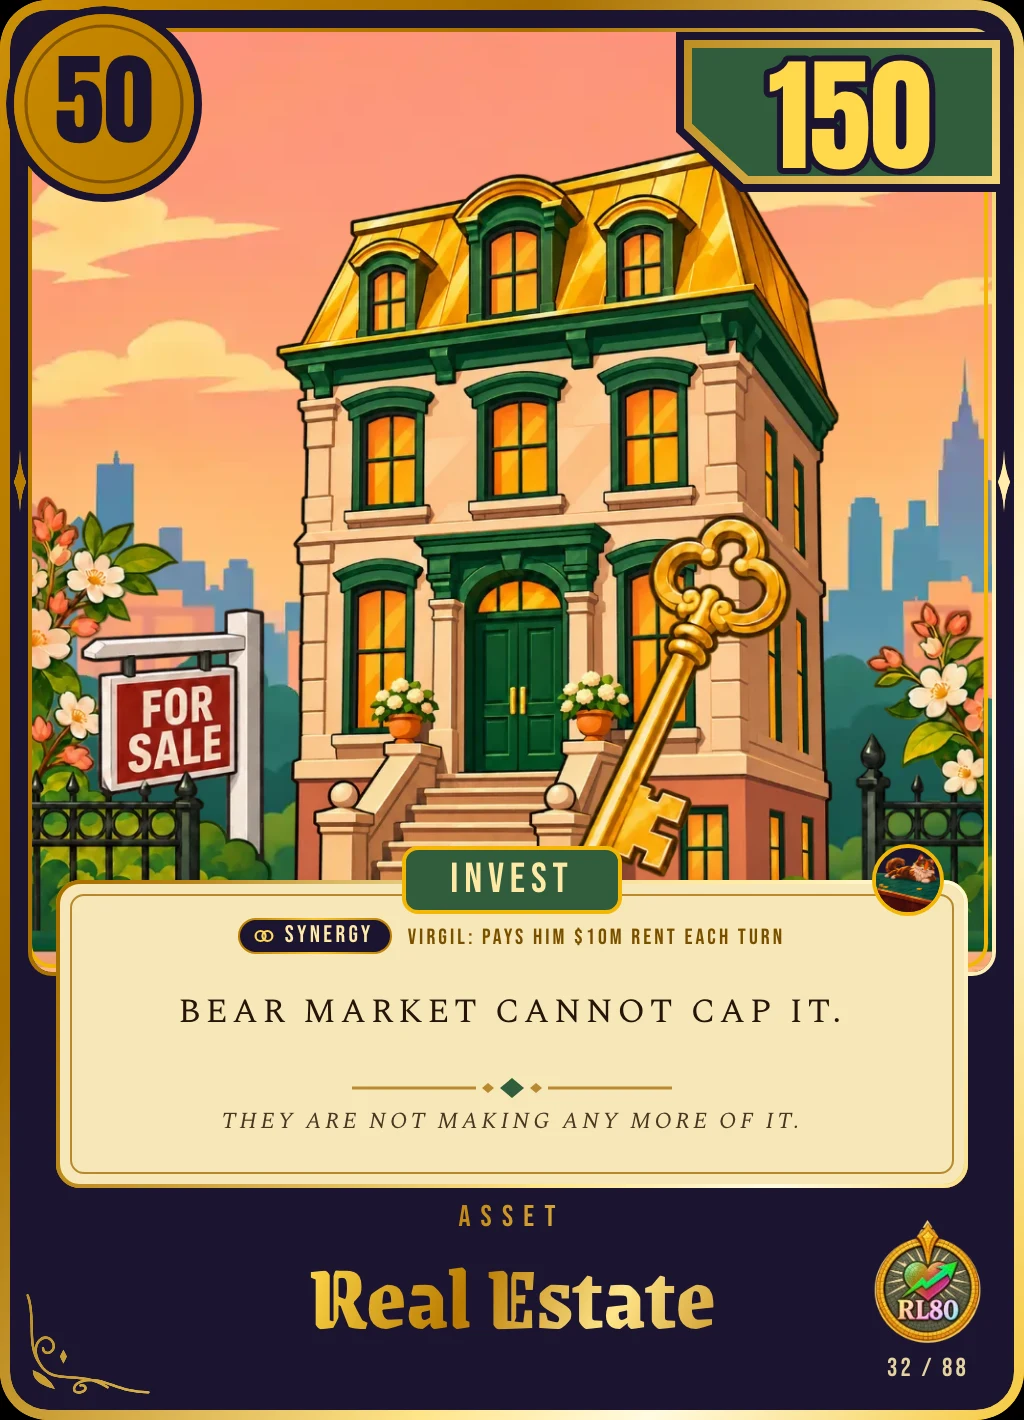 50
150
FOR
SALE
INVEST
SYNERGY VIRGIL: PAYS HIM $10M RENT EACH TURN
BEAR MARKET CANNOT CAP IT.
THEY ARE NOT MAKING ANY MORE OF IT.
ASSET
Real Estate
RL80
32 / 88